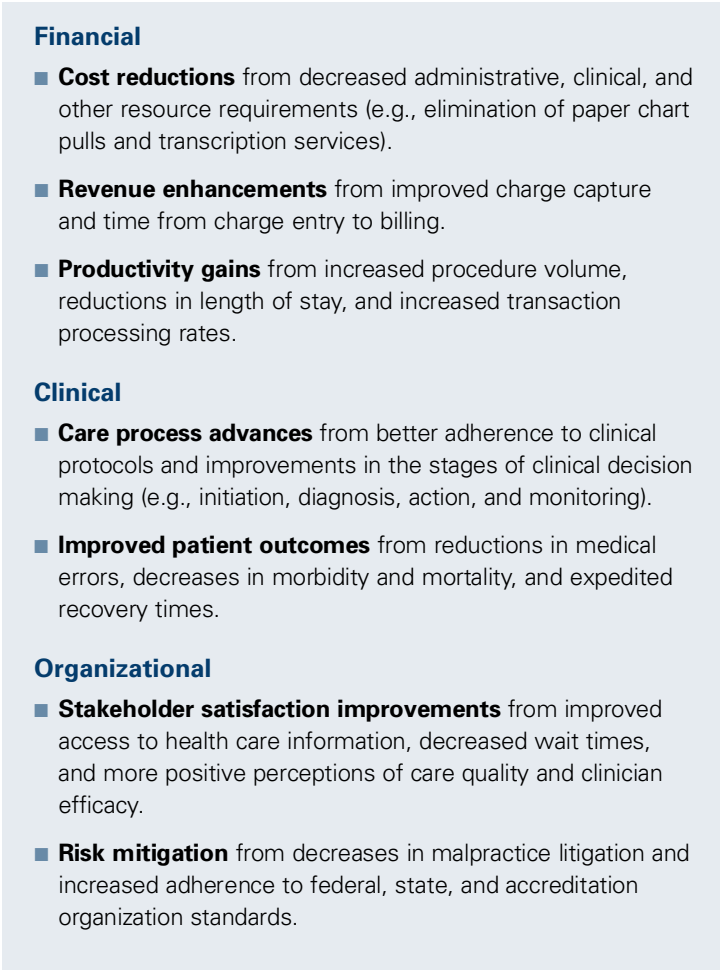 Financial
■ Cost reductions from decreased administrative, clinical, and
other resource requirements (e.g., elimination of paper chart
pulls and transcription services).
■ Revenue enhancements from improved charge capture
and time from charge entry to billing.
■ Productivity gains from increased procedure volume,
reductions in length of stay, and increased transaction
processing rates.
Clinical
■ Care process advances from better adherence to clinical
protocols and improvements in the stages of clinical decision
making (e.g., initiation, diagnosis, action, and monitoring).
■ Improved patient outcomes from reductions in medical
errors, decreases in morbidity and mortality, and expedited
recovery times.
Organizational
■ Stakeholder satisfaction improvements from improved
access to health care information, decreased wait times,
and more positive perceptions of care quality and clinician
efficacy.
■ Risk mitigation from decreases in malpractice litigation and
increased adherence to federal, state, and accreditation
organization standards.